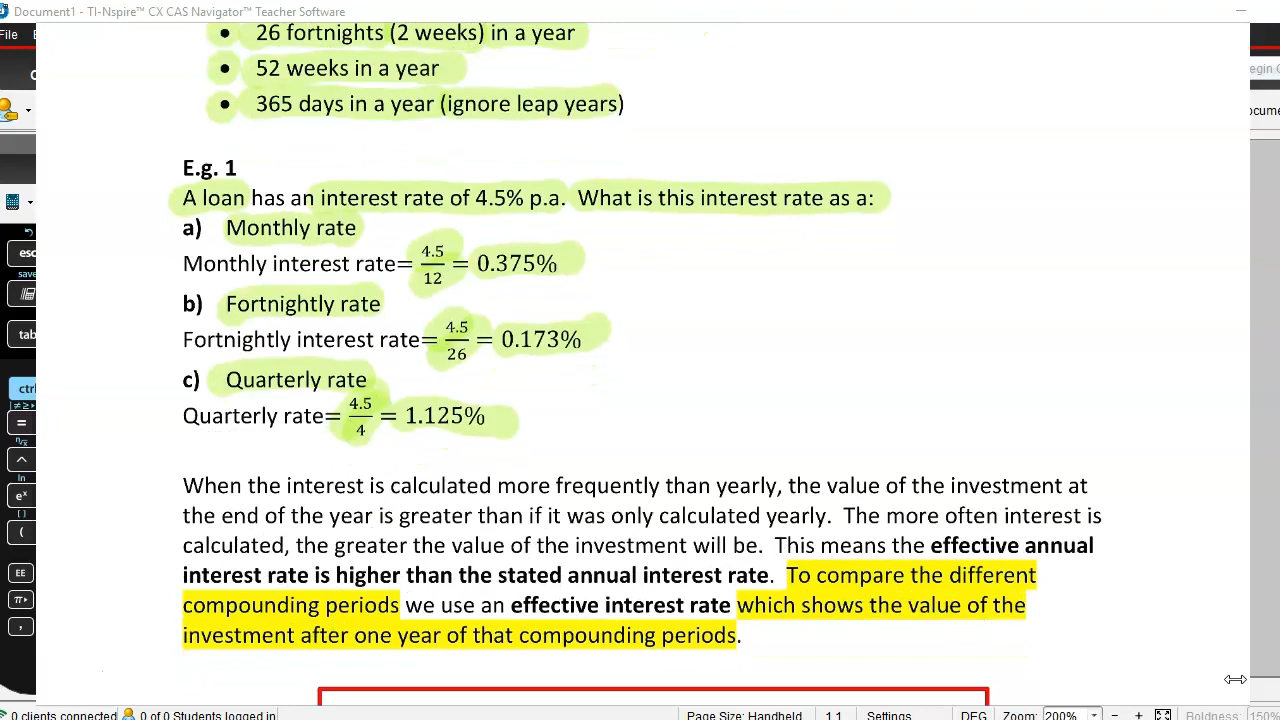 Document1 - TI-Nspire™ CX CAS Navigator™ Teacher Software
File
• 26 fortnights (2 weeks) in a year
• 52 weeks in a year
• 365 days in a year (ignore leap years)
E.g. 1
A loan has an interest rate of 4.5% p.a. What is this interest rate as a:
a) Monthly rate
Monthly interest rate= 4.5/12 = 0.375%
b) Fortnightly rate
Fortnightly interest rate= 4.5/26 = 0.173%
c) Quarterly rate
Quarterly rate= 4.5/4 = 1.125%
When the interest is calculated more frequently than yearly, the value of the investment at
the end of the year is greater than if it was only calculated yearly. The more often interest is
calculated, the greater the value of the investment will be. This means the effective annual
interest rate is higher than the stated annual interest rate. To compare the different
compounding periods we use an effective interest rate which shows the value of the
investment after one year of that compounding periods.
esc
save
tab
ctrl
=
^
ln
eˣ
[ ]
(
EE
π▸
,
0 clients connected 0 of 0 Students logged in Page Size: Handheld 1.1 Settings DEG Zoom: 200% - + Boldness: 150%